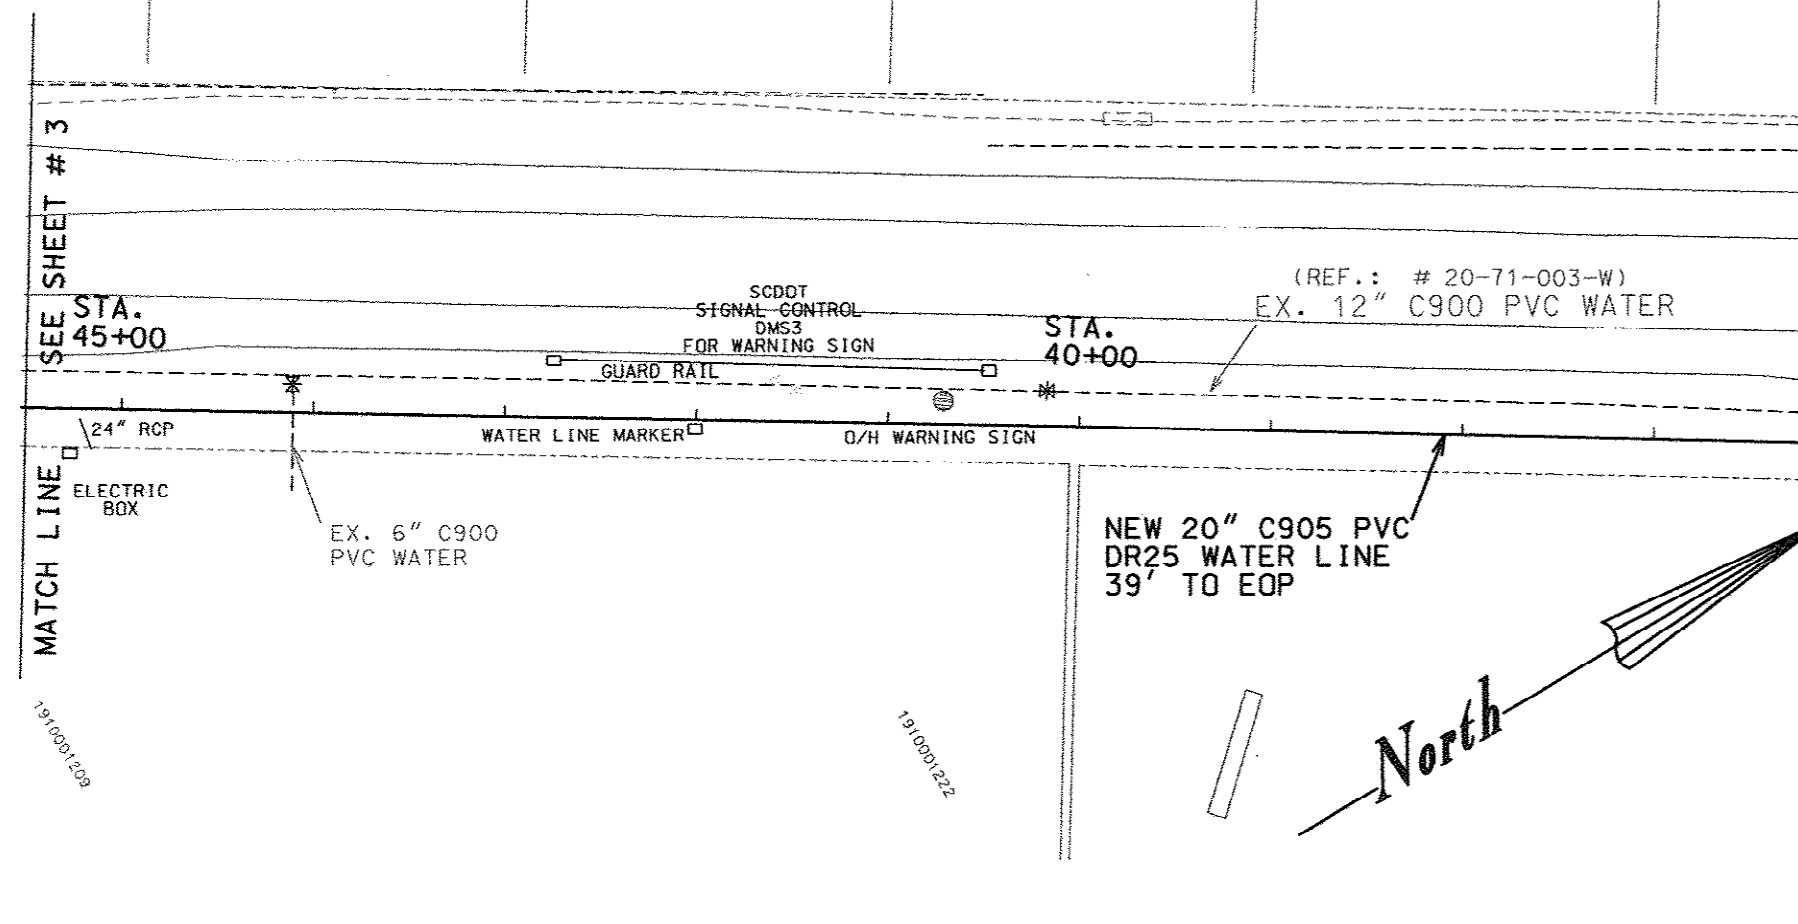 SEE SHEET # 3
MATCH LINE
STA.
45+00
SCDOT
SIGNAL CONTROL
DMS3
FOR WARNING SIGN
GUARD RAIL
STA.
40+00
(REF.: # 20-71-003-W)
EX. 12" C900 PVC WATER
24" RCP
WATER LINE MARKER
O/H WARNING SIGN
ELECTRIC
BOX
EX. 6" C900
PVC WATER
NEW 20" C905 PVC
DR25 WATER LINE
39' TO EOP
North
1910001209
1910001222